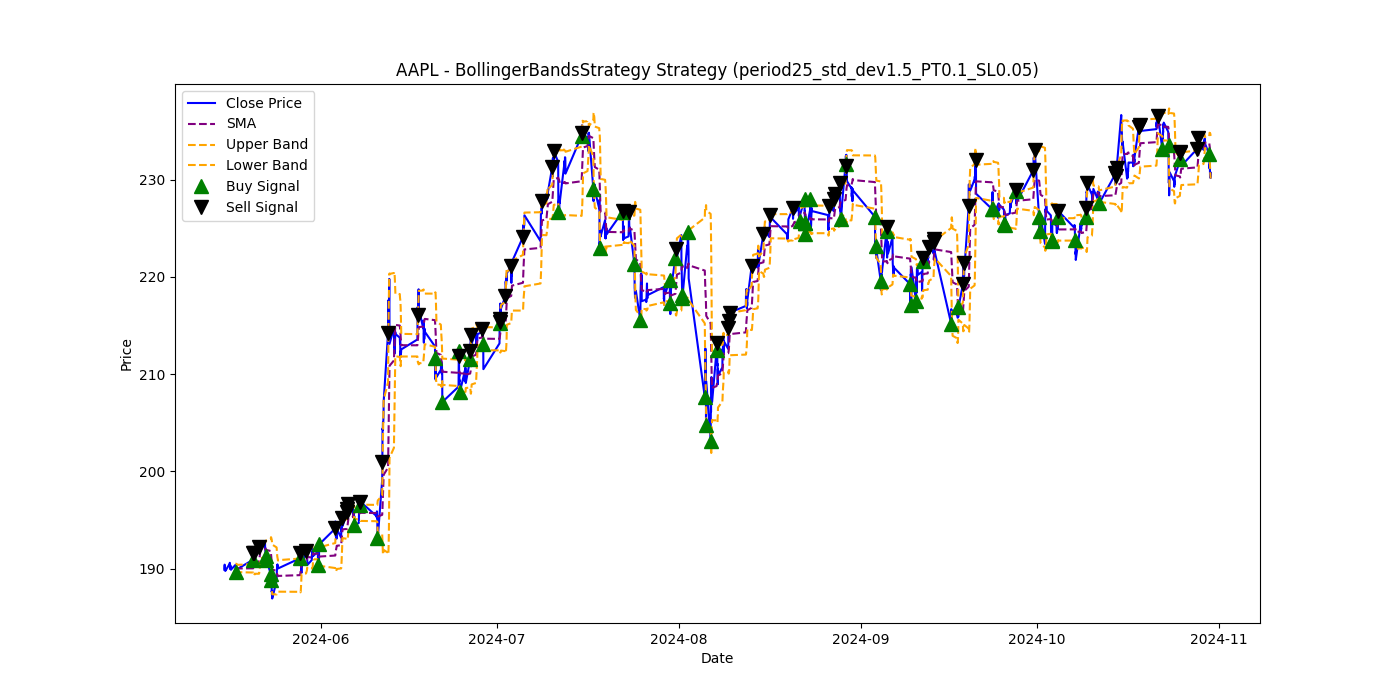 AAPL - BollingerBandsStrategy Strategy (period25_std_dev1.5_PT0.1_SL0.05)
Close Price
SMA
Upper Band
Lower Band
Buy Signal
Sell Signal
Price
230
220
210
200
190
2024-06
2024-07
2024-08
2024-09
2024-10
2024-11
Date